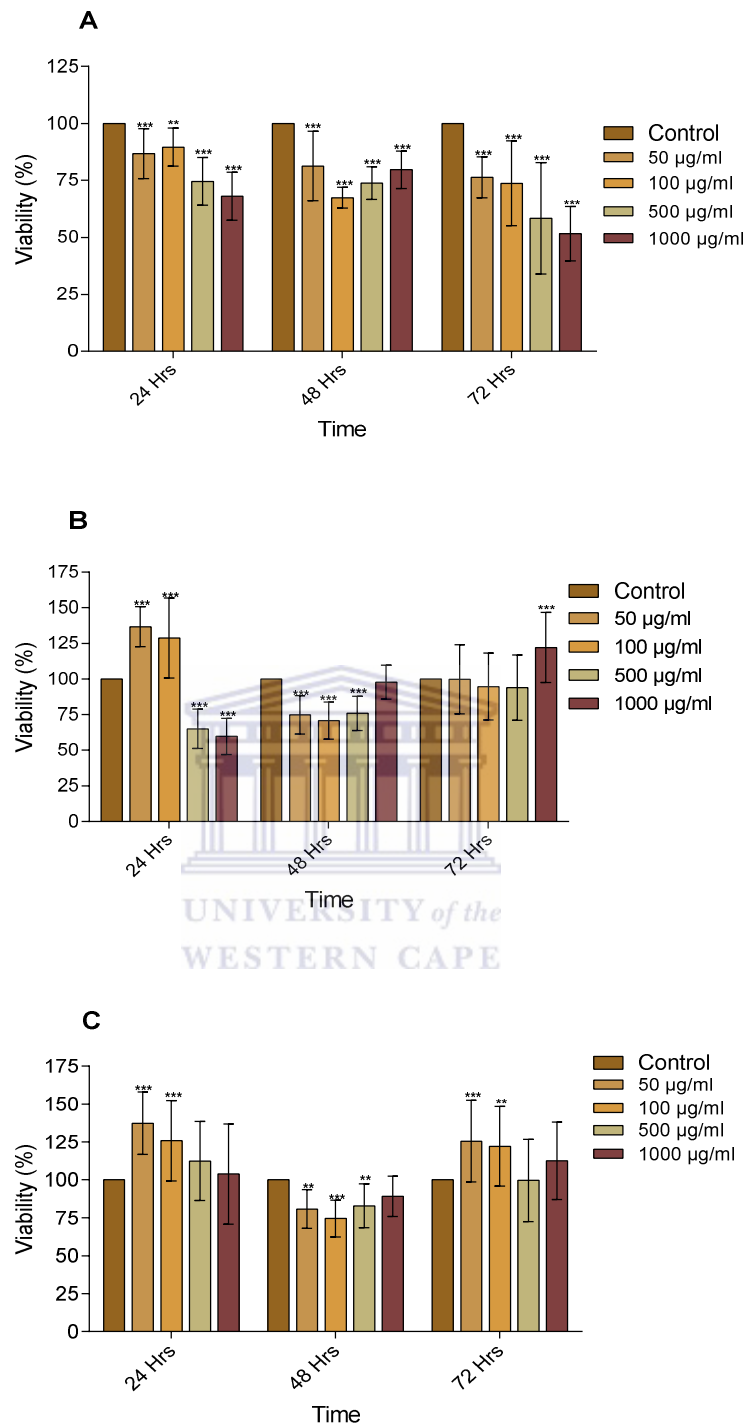 A
125
100
75
50
25
0
Viability (%)
*** ** *** ***
*** *** *** ***
*** *** *** ***
24 Hrs
48 Hrs
72 Hrs
Time
Control
50 µg/ml
100 µg/ml
500 µg/ml
1000 µg/ml
B
175
150
125
100
75
50
25
0
Viability (%)
*** *** *** ***
*** *** ***
***
24 Hrs
48 Hrs
72 Hrs
Time
Control
50 µg/ml
100 µg/ml
500 µg/ml
1000 µg/ml
UNIVERSITY of the
WESTERN CAPE
C
175
150
125
100
75
50
25
0
Viability (%)
*** ***
** *** **
*** **
24 Hrs
48 Hrs
72 Hrs
Time
Control
50 µg/ml
100 µg/ml
500 µg/ml
1000 µg/ml